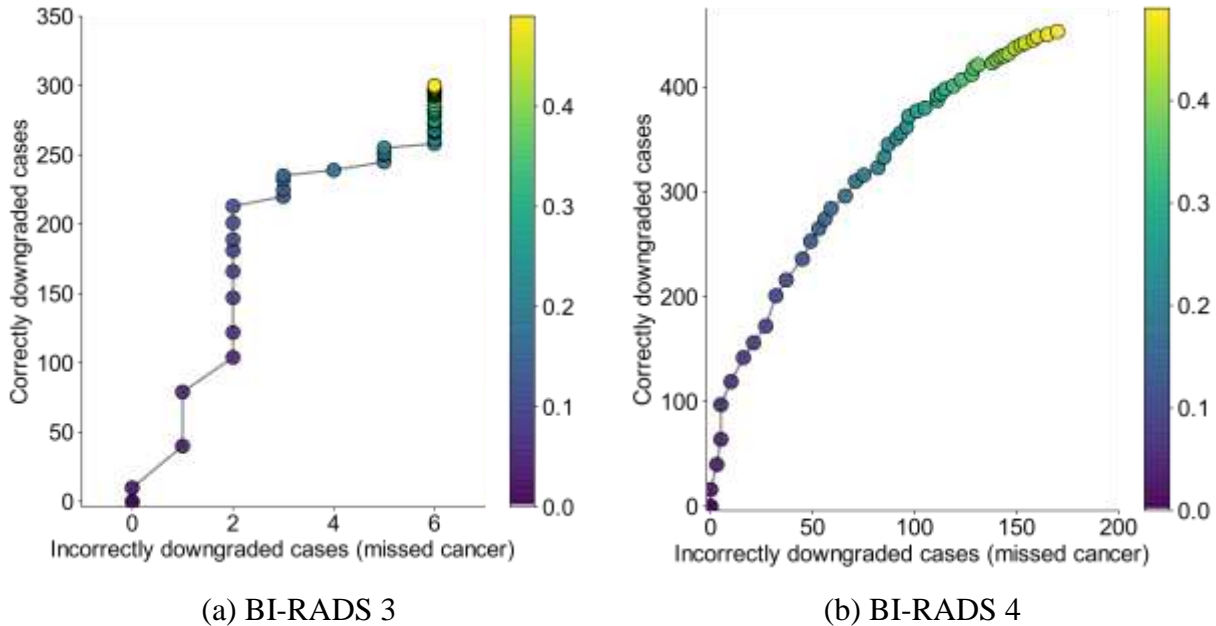 Correctly downgraded cases
350
300
250
200
150
100
50
0
0 2 4 6
Incorrectly downgraded cases (missed cancer)
0.4
0.3
0.2
0.1
0.0
(a) BI-RADS 3
Correctly downgraded cases
400
300
200
100
0
0 50 100 150 200
Incorrectly downgraded cases (missed cancer)
0.4
0.3
0.2
0.1
0.0
(b) BI-RADS 4